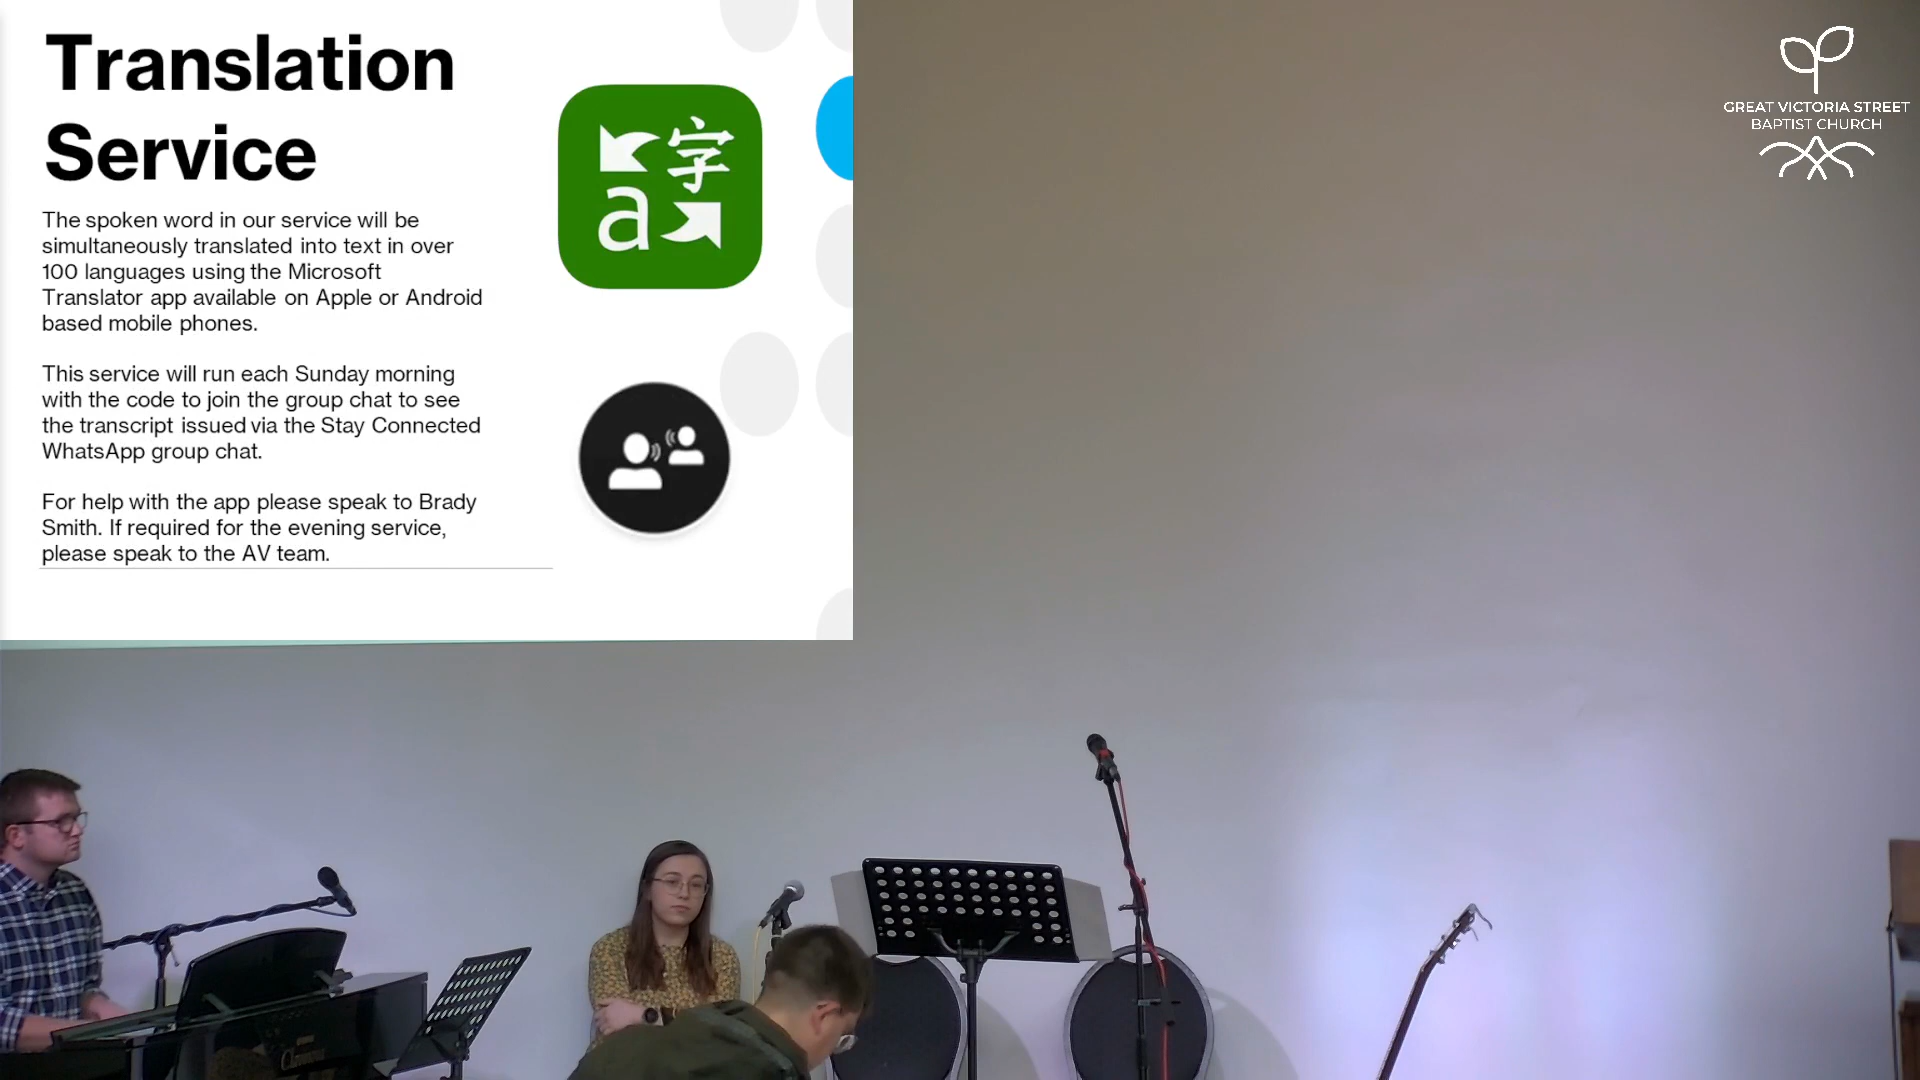 Translation
Service
The spoken word in our service will be
simultaneously translated into text in over
100 languages using the Microsoft
Translator app available on Apple or Android
based mobile phones.
This service will run each Sunday morning
with the code to join the group chat to see
the transcript issued via the Stay Connected
WhatsApp group chat.
For help with the app please speak to Brady
Smith. If required for the evening service,
please speak to the AV team.
字
a
GREAT VICTORIA STREET
BAPTIST CHURCH